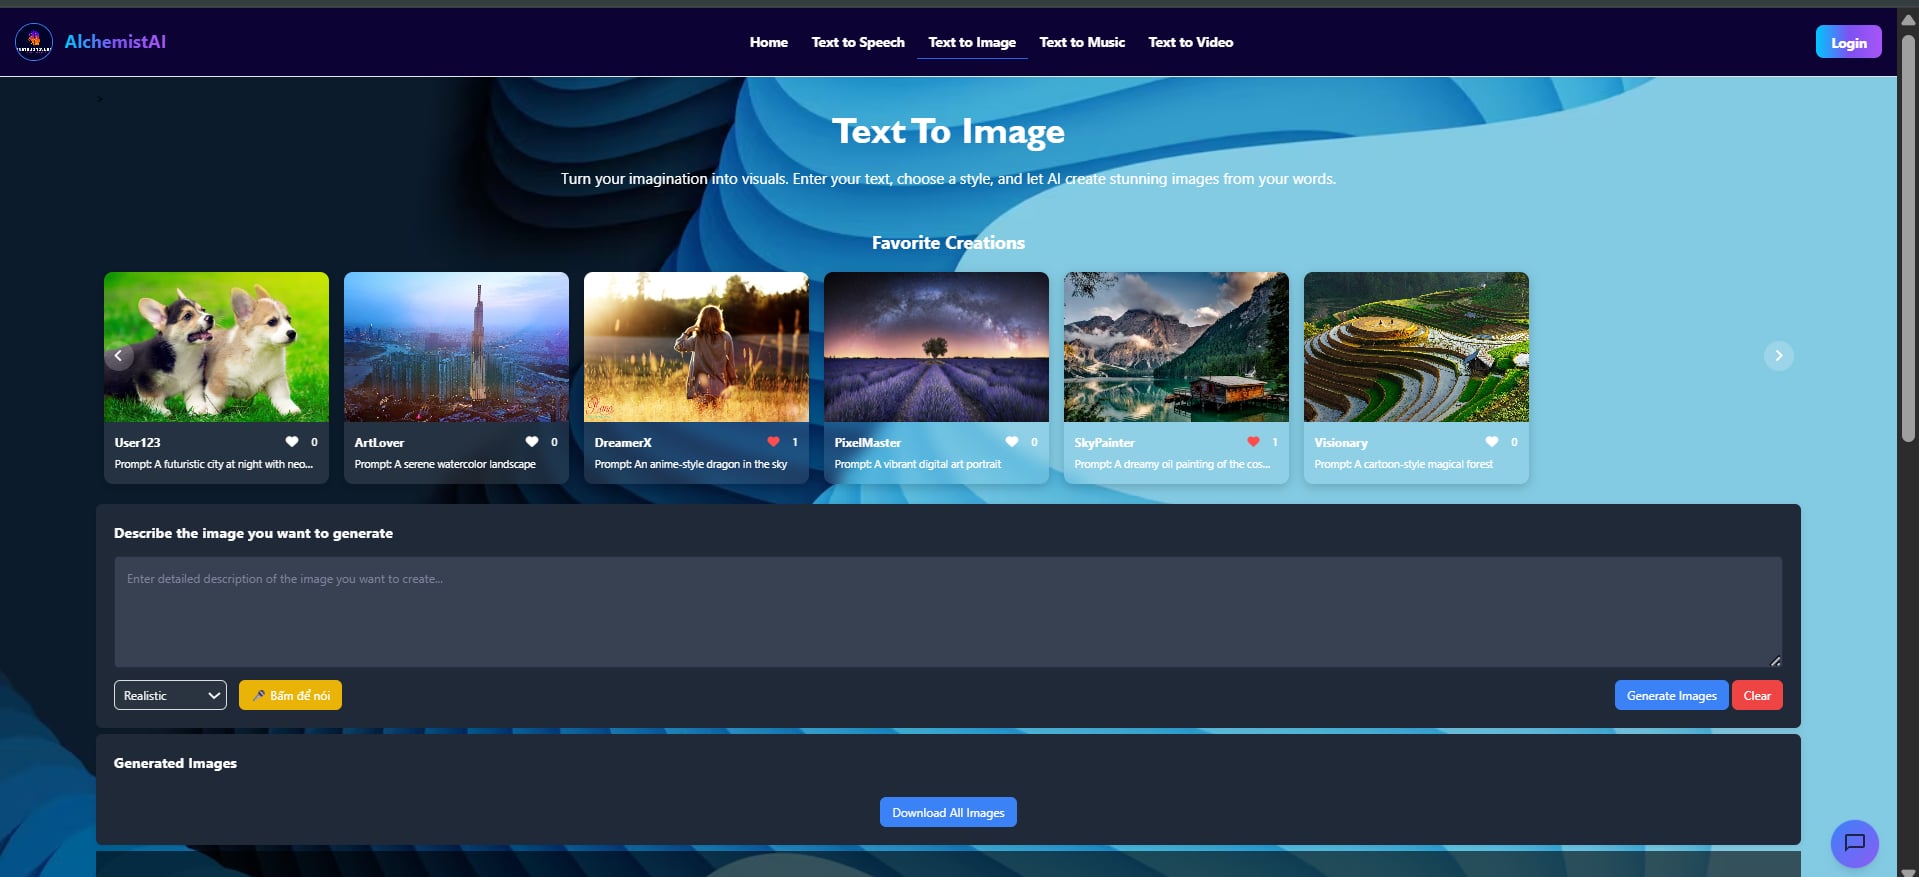 AlchemistAI
Home Text to Speech Text to Image Text to Music Text to Video
Login
>
Text To Image
Turn your imagination into visuals. Enter your text, choose a style, and let AI create stunning images from your words.
Favorite Creations
User123 0
Prompt: A futuristic city at night with neo...
ArtLover 0
Prompt: A serene watercolor landscape
DreamerX 1
Prompt: An anime-style dragon in the sky
PixelMaster 0
Prompt: A vibrant digital art portrait
SkyPainter 1
Prompt: A dreamy oil painting of the cos...
Visionary 0
Prompt: A cartoon-style magical forest
Describe the image you want to generate
Enter detailed description of the image you want to create...
Realistic
🎤 Bấm để nói
Generate Images Clear
Generated Images
Download All Images